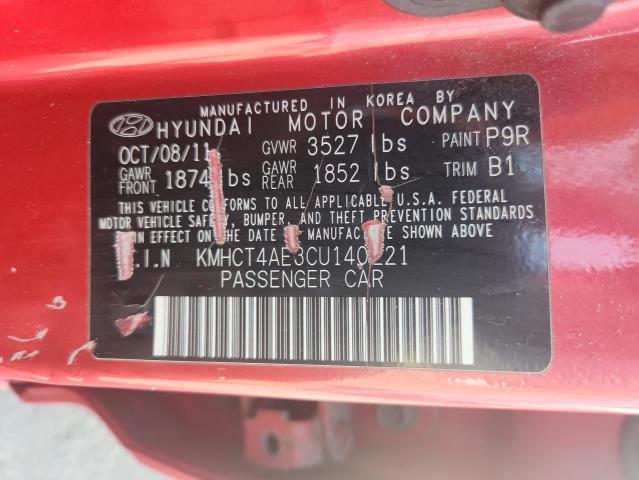 MANUFACTURED IN KOREA BY
HYUNDAI MOTOR COMPANY
OCT/08/11 GVWR 3527 lbs PAINT P9R
GAWR FRONT 1874 lbs GAWR REAR 1852 lbs TRIM B1
THIS VEHICLE CONFORMS TO ALL APPLICABLE U.S.A. FEDERAL
MOTOR VEHICLE SAFETY, BUMPER, AND THEFT PREVENTION STANDARDS
IN EFFECT ON THE DATE OF MANUFACTURE SHOWN ABOVE
V.I.N
PASSENGER CAR